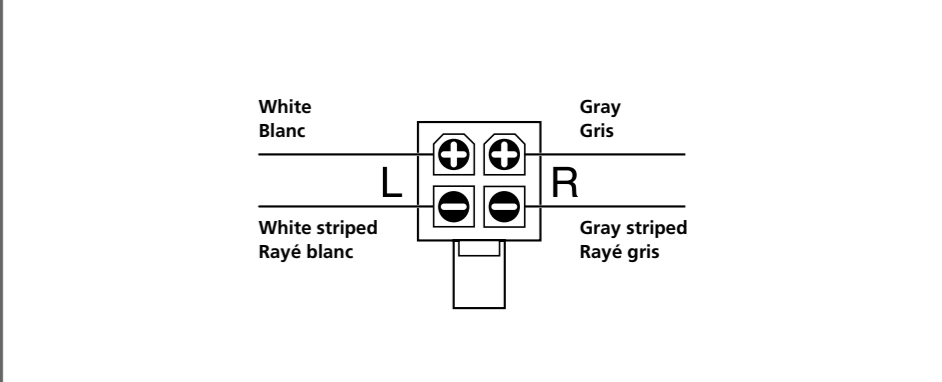 White
Blanc
Gray
Gris
L
R
White striped
Rayé blanc
Gray striped
Rayé gris